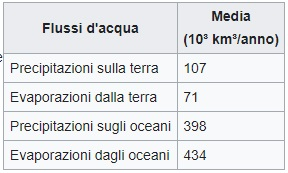 Flussi d'acqua Media
(10³ km³/anno)
Precipitazioni sulla terra 107
Evaporazioni dalla terra 71
Precipitazioni sugli oceani 398
Evaporazioni dagli oceani 434